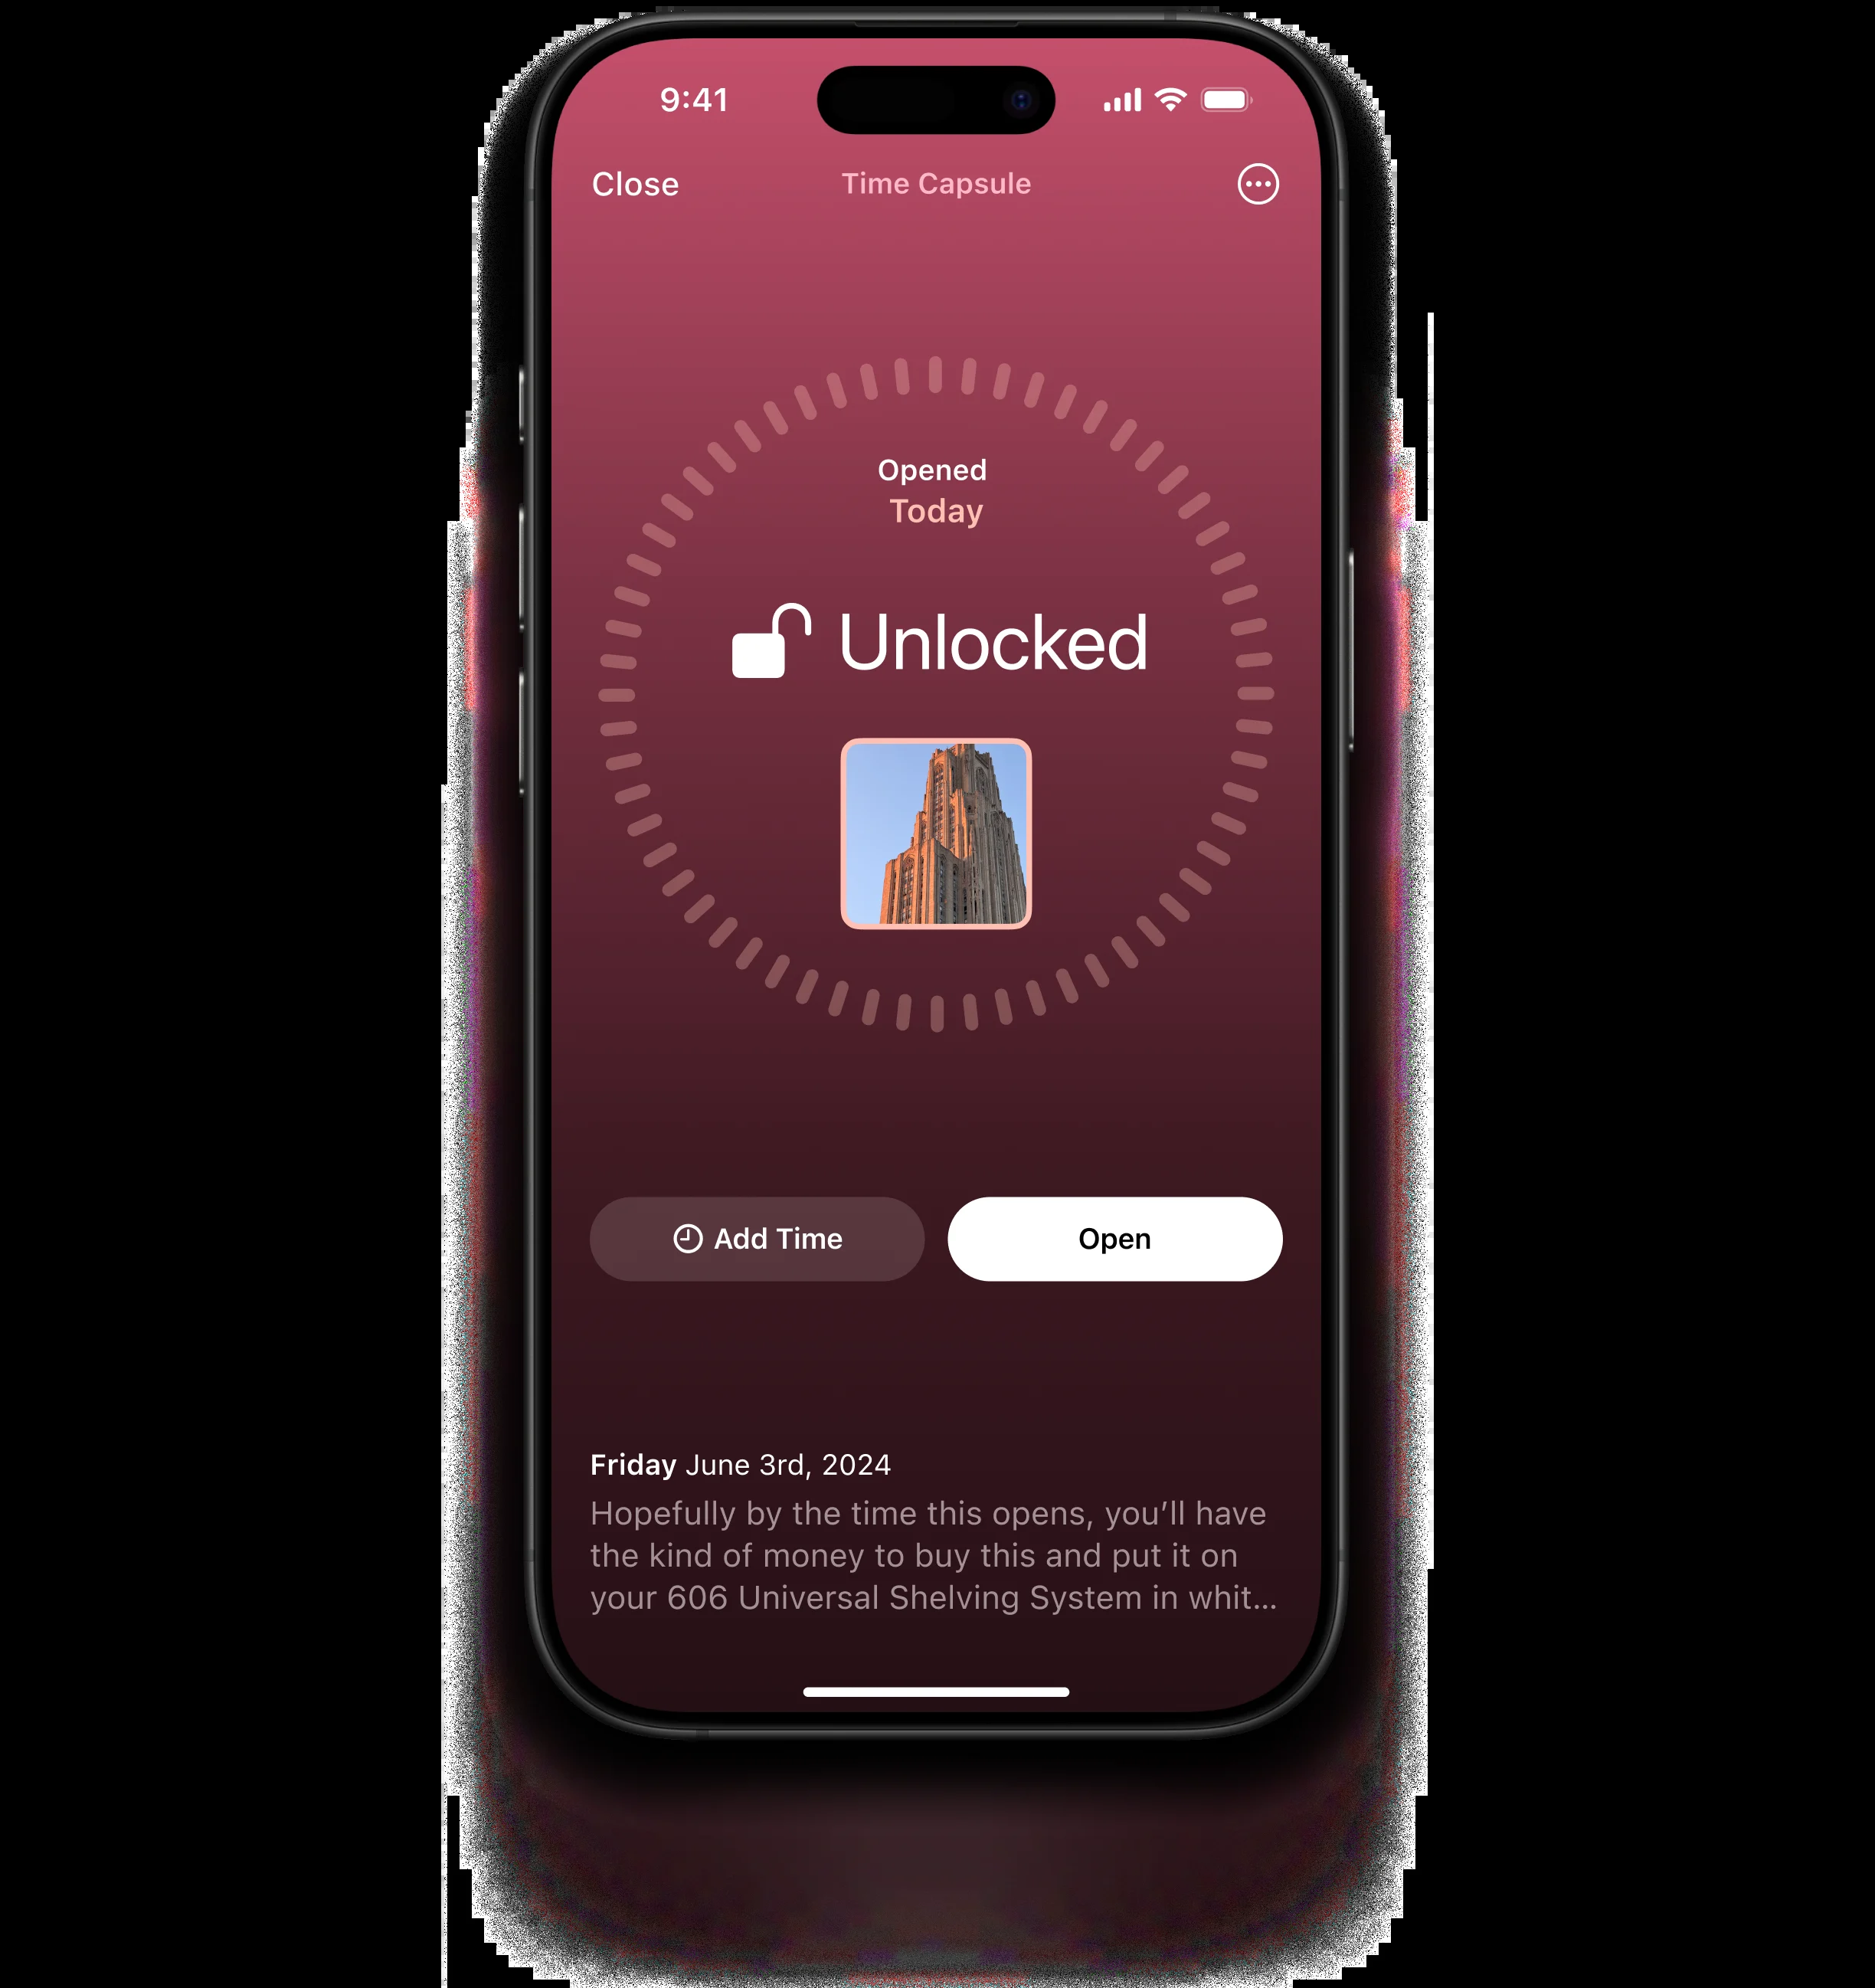 9:41
Close
Time Capsule
Opened
Today
Unlocked
Add Time
Open
Friday June 3rd, 2024
Hopefully by the time this opens, you’ll have
the kind of money to buy this and put it on
your 606 Universal Shelving System in whit...